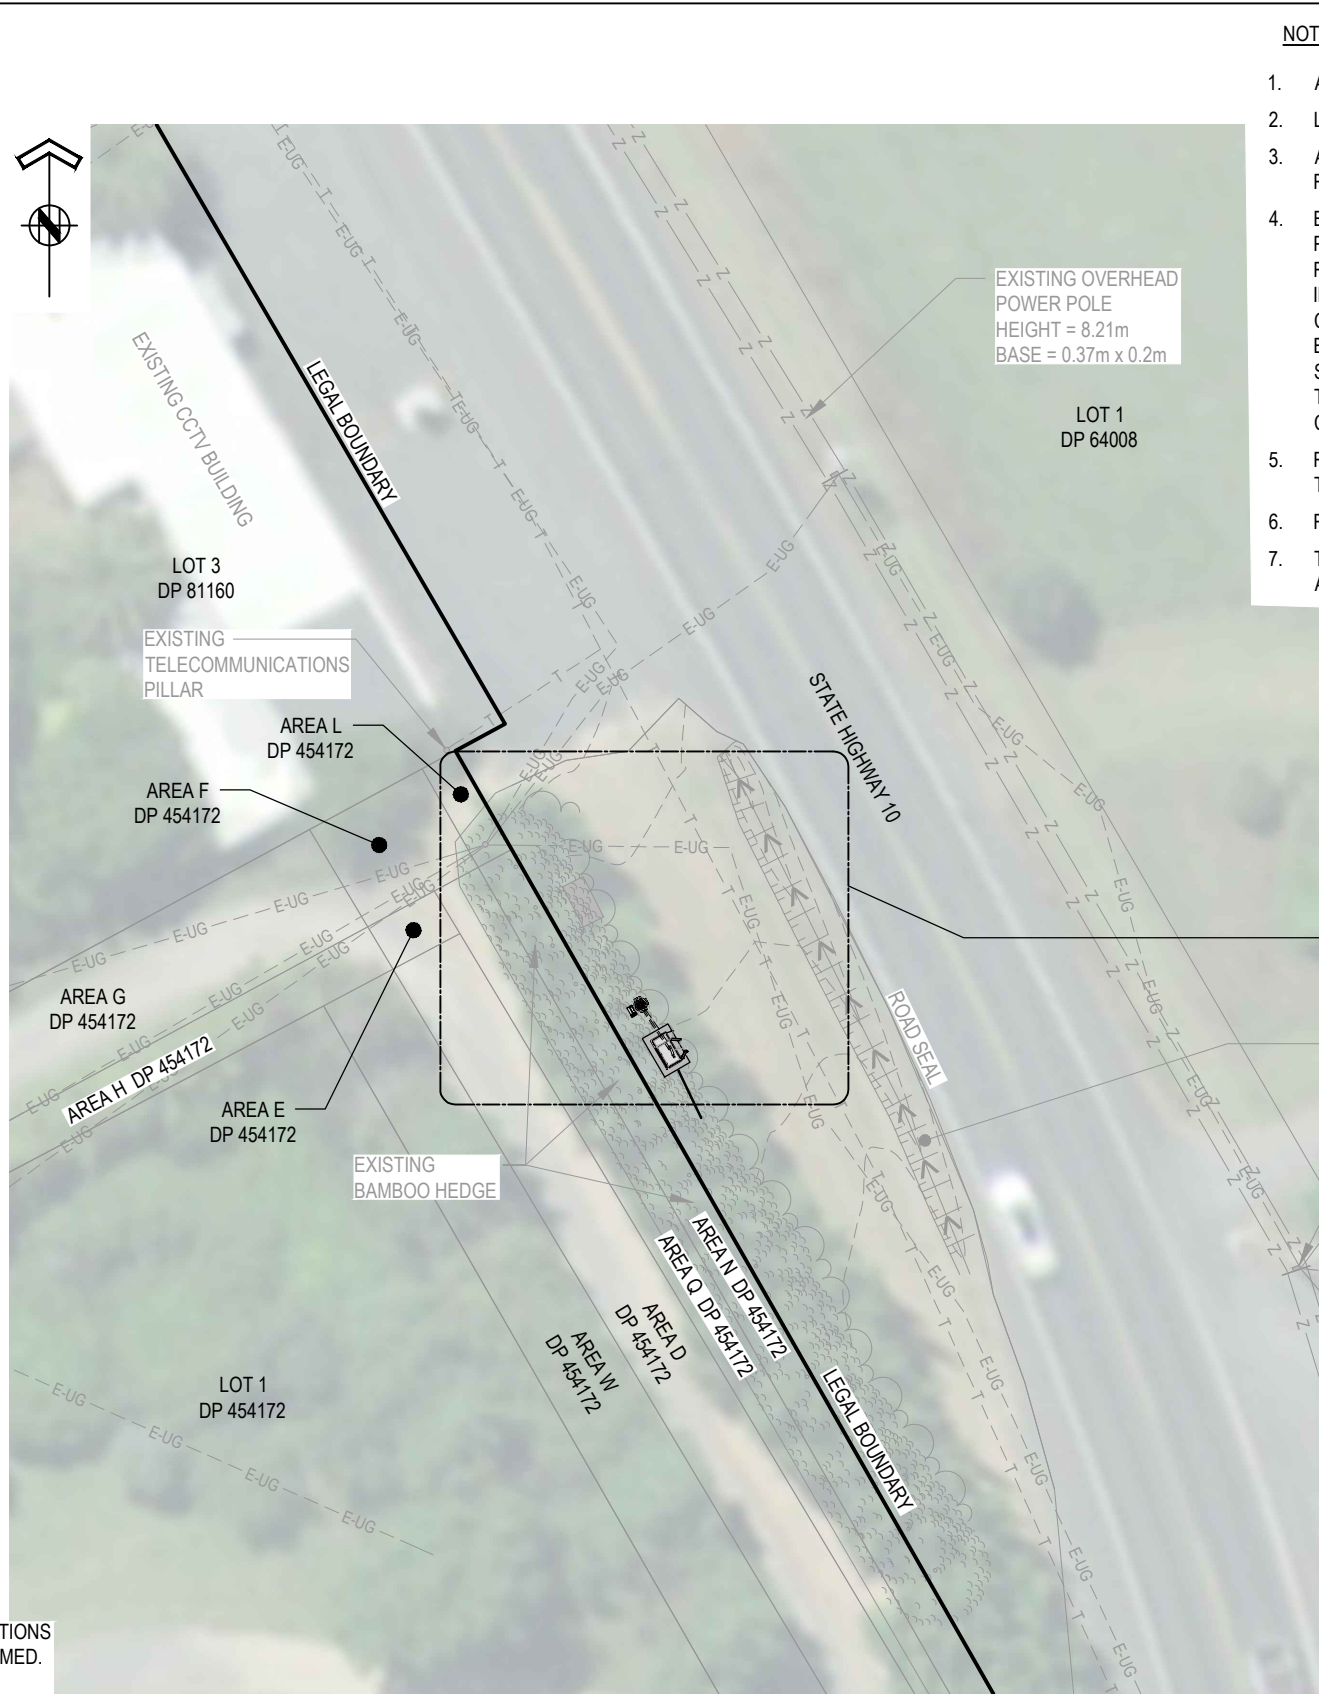 NOT
1. A
2. L
3. A
4. E
5. F
T
6. F
7. T
A
N
EXISTING OVERHEAD
POWER POLE
HEIGHT = 8.21m
BASE = 0.37m x 0.2m
LOT 1
DP 64008
EXISTING CCTV BUILDING
LEGAL BOUNDARY
LOT 3
DP 81160
EXISTING
TELECOMMUNICATIONS
PILLAR
AREA L
DP 454172
AREA F
DP 454172
STATE HIGHWAY 10
AREA G
DP 454172
AREA H DP 454172
AREA E
DP 454172
ROAD SEAL
EXISTING
BAMBOO HEDGE
AREA N DP 454172
AREA Q DP 454172
AREA D
DP 454172
AREA W
DP 454172
LOT 1
DP 454172
LEGAL BOUNDARY
E-UG
T
Z
TIONS
MED.